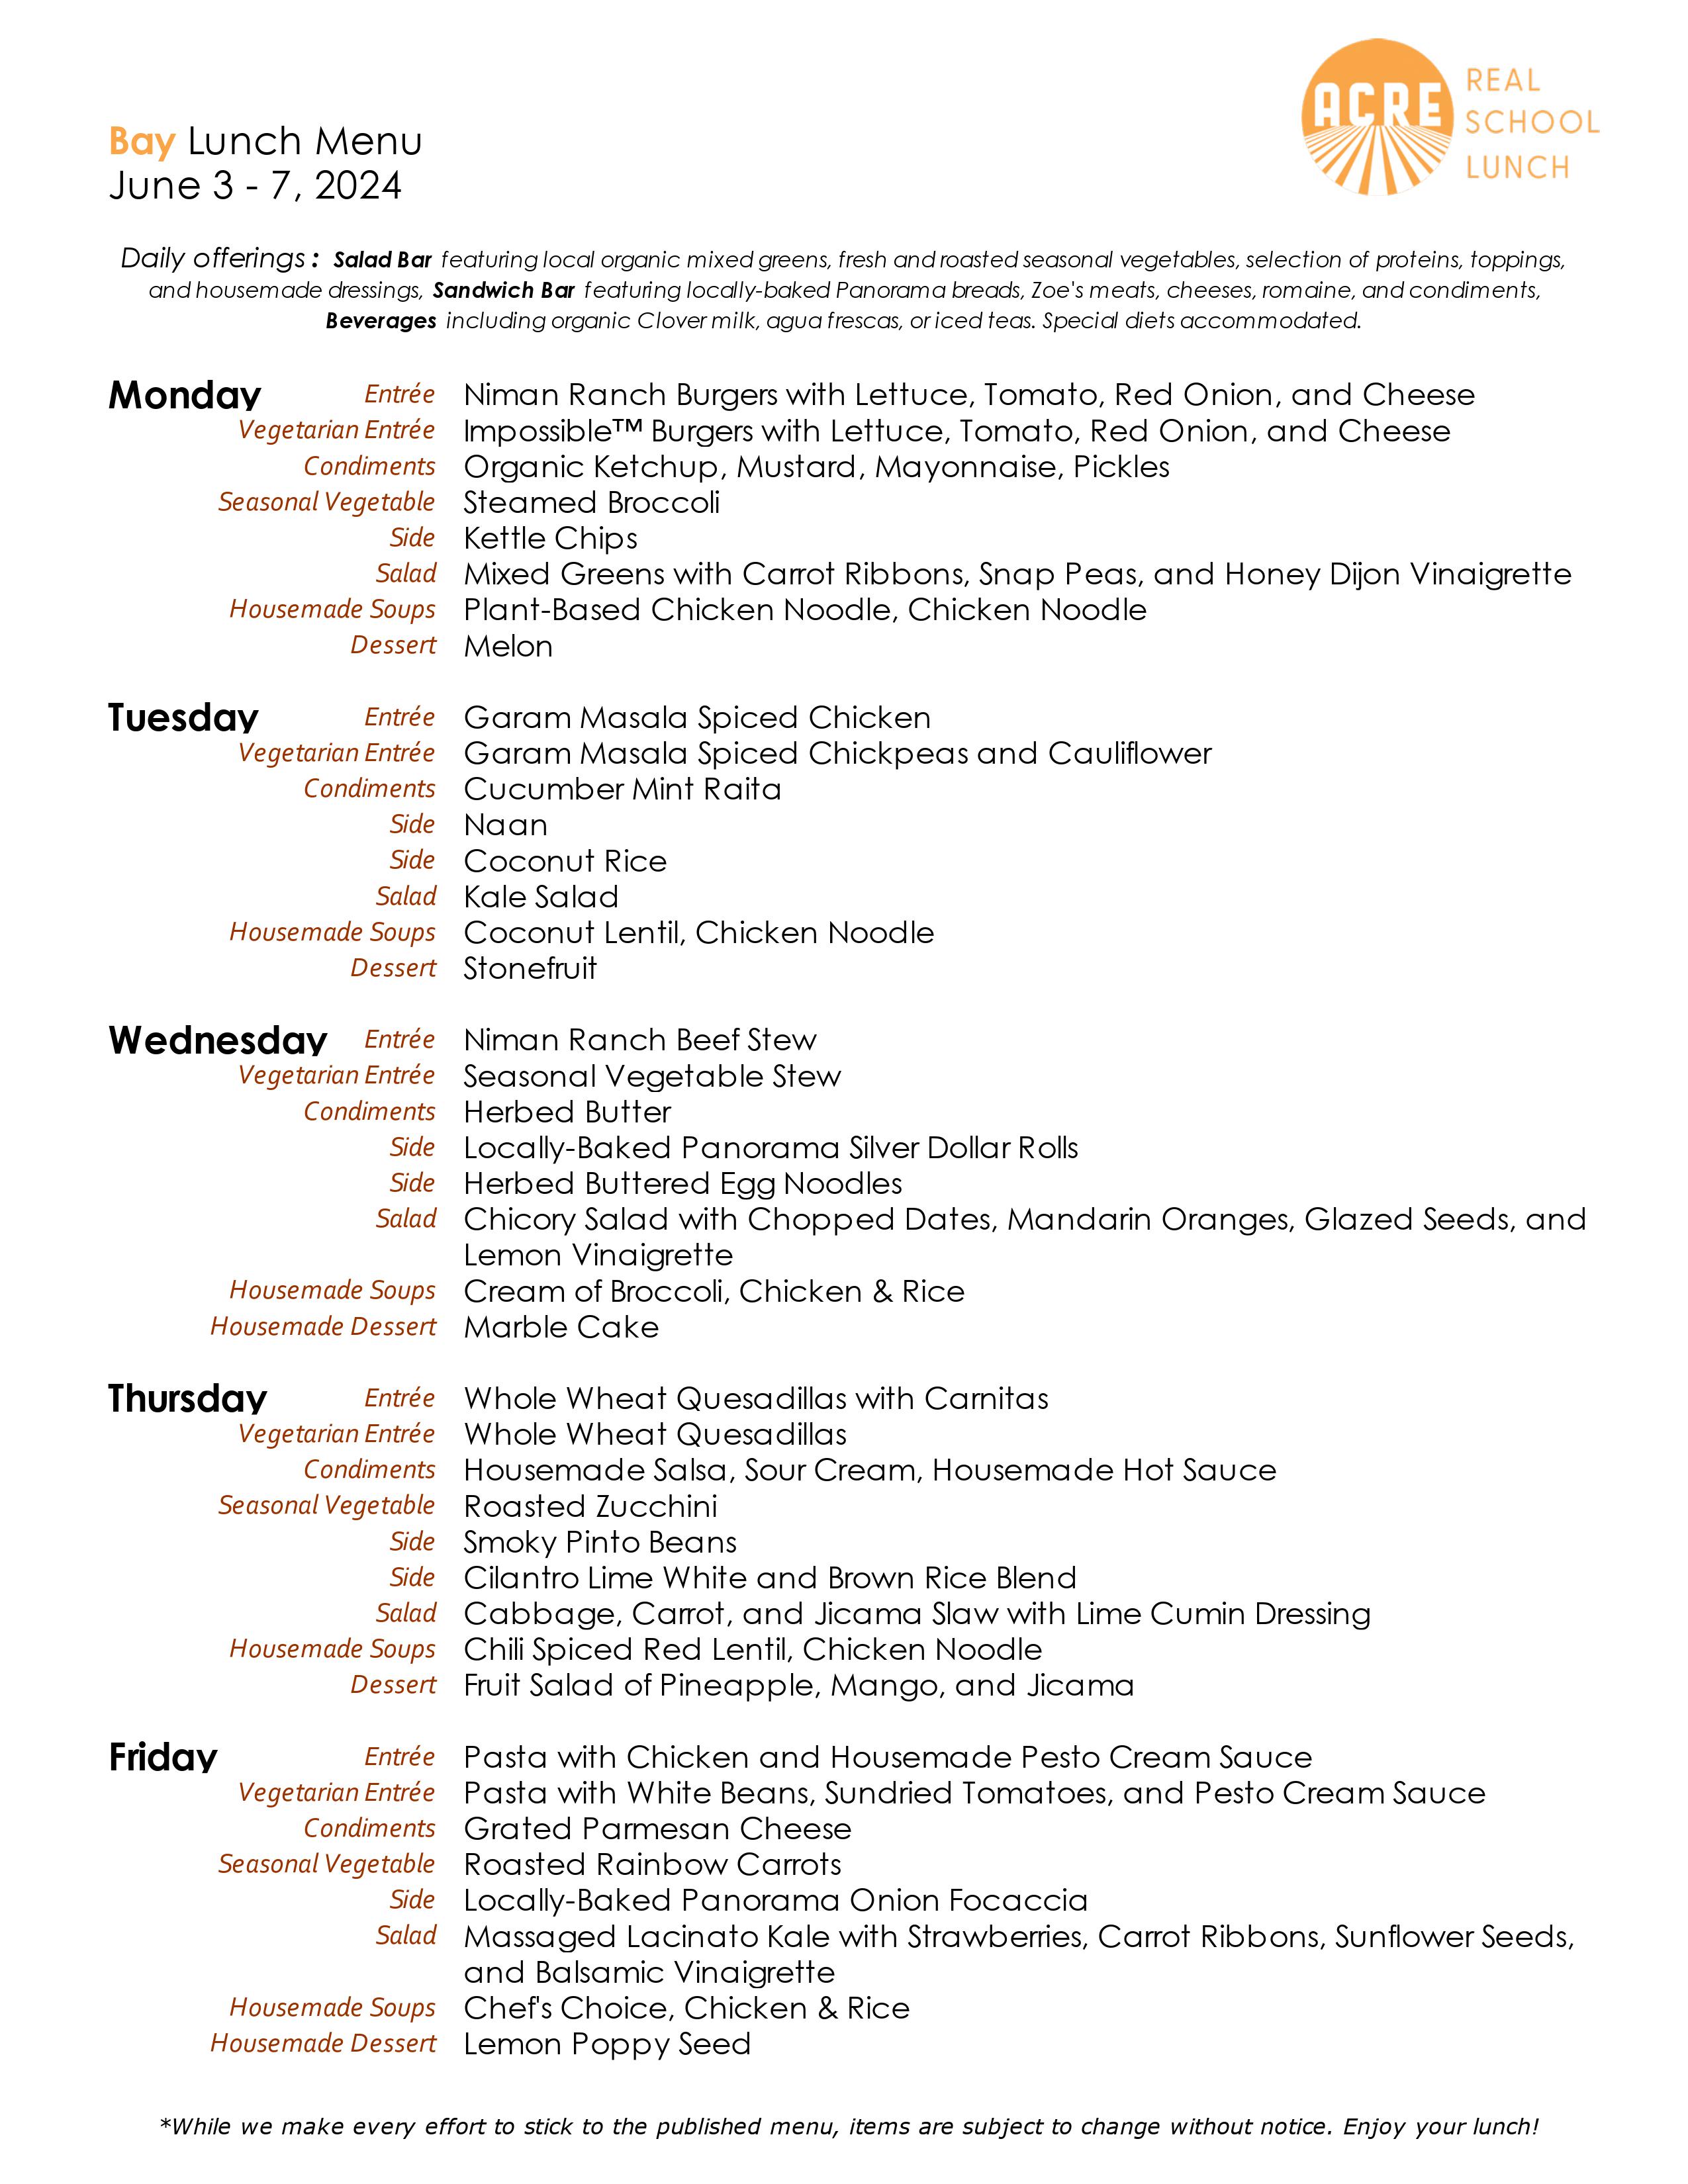 ACRE
REAL
SCHOOL
LUNCH
Bay Lunch Menu
June 3 - 7, 2024
Daily offerings : Salad Bar featuring local organic mixed greens, fresh and roasted seasonal vegetables, selection of proteins, toppings,
and housemade dressings, Sandwich Bar featuring locally-baked Panorama breads, Zoe's meats, cheeses, romaine, and condiments,
Beverages including organic Clover milk, agua frescas, or iced teas. Special diets accommodated.
Monday Entrée Niman Ranch Burgers with Lettuce, Tomato, Red Onion, and Cheese
Vegetarian Entrée Impossible™ Burgers with Lettuce, Tomato, Red Onion, and Cheese
Condiments Organic Ketchup, Mustard, Mayonnaise, Pickles
Seasonal Vegetable Steamed Broccoli
Side Kettle Chips
Salad Mixed Greens with Carrot Ribbons, Snap Peas, and Honey Dijon Vinaigrette
Housemade Soups Plant-Based Chicken Noodle, Chicken Noodle
Dessert Melon
Tuesday Entrée Garam Masala Spiced Chicken
Vegetarian Entrée Garam Masala Spiced Chickpeas and Cauliflower
Condiments Cucumber Mint Raita
Side Naan
Side Coconut Rice
Salad Kale Salad
Housemade Soups Coconut Lentil, Chicken Noodle
Dessert Stonefruit
Wednesday Entrée Niman Ranch Beef Stew
Vegetarian Entrée Seasonal Vegetable Stew
Condiments Herbed Butter
Side Locally-Baked Panorama Silver Dollar Rolls
Side Herbed Buttered Egg Noodles
Salad Chicory Salad with Chopped Dates, Mandarin Oranges, Glazed Seeds, and
Lemon Vinaigrette
Housemade Soups Cream of Broccoli, Chicken & Rice
Housemade Dessert Marble Cake
Thursday Entrée Whole Wheat Quesadillas with Carnitas
Vegetarian Entrée Whole Wheat Quesadillas
Condiments Housemade Salsa, Sour Cream, Housemade Hot Sauce
Seasonal Vegetable Roasted Zucchini
Side Smoky Pinto Beans
Side Cilantro Lime White and Brown Rice Blend
Salad Cabbage, Carrot, and Jicama Slaw with Lime Cumin Dressing
Housemade Soups Chili Spiced Red Lentil, Chicken Noodle
Dessert Fruit Salad of Pineapple, Mango, and Jicama
Friday Entrée Pasta with Chicken and Housemade Pesto Cream Sauce
Vegetarian Entrée Pasta with White Beans, Sundried Tomatoes, and Pesto Cream Sauce
Condiments Grated Parmesan Cheese
Seasonal Vegetable Roasted Rainbow Carrots
Side Locally-Baked Panorama Onion Focaccia
Salad Massaged Lacinato Kale with Strawberries, Carrot Ribbons, Sunflower Seeds,
and Balsamic Vinaigrette
Housemade Soups Chef's Choice, Chicken & Rice
Housemade Dessert Lemon Poppy Seed
*While we make every effort to stick to the published menu, items are subject to change without notice. Enjoy your lunch!